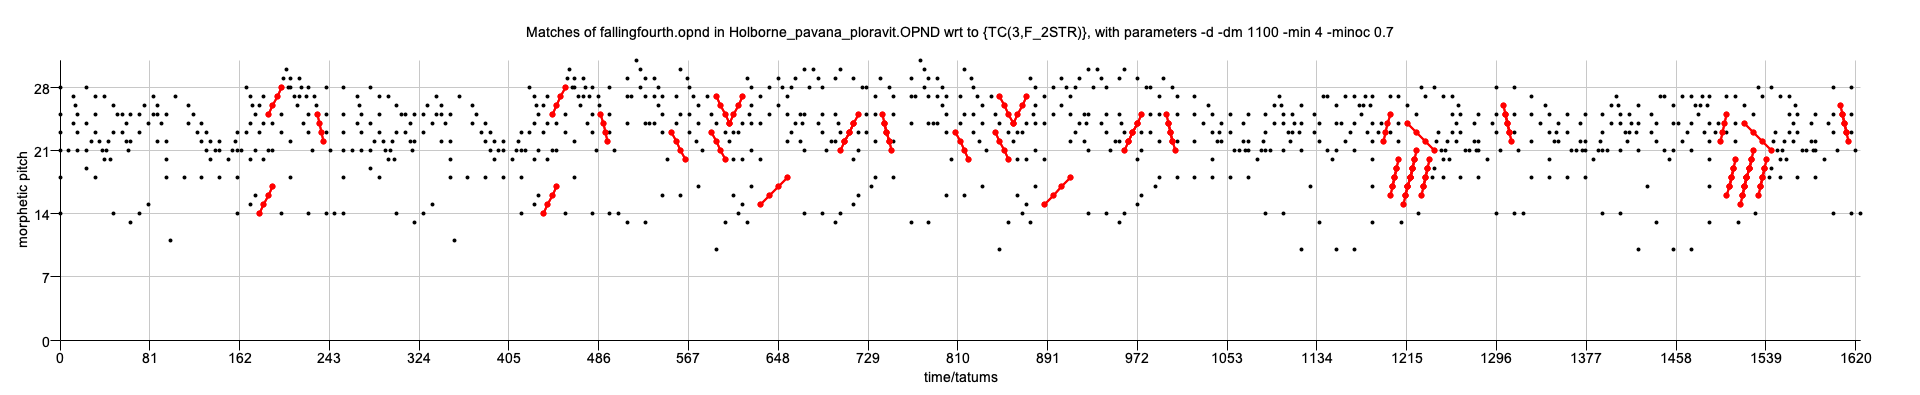 Matches of fallingfourth.opnd in Holborne_pavana_ploravit.OPND wrt to {TC(3,F_2STR)}, with parameters -d -dm 1100 -min 4 -minoc 0.7
morphetic pitch
28
21
14
7
0
0 81 162 243 324 405 486 567 648 729 810 891 972 1053 1134 1215 1296 1377 1458 1539 1620
time/tatums